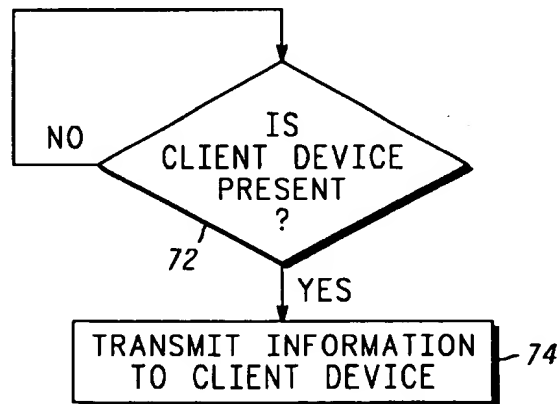 IS
CLIENT DEVICE
PRESENT
?
NO
72
YES
TRANSMIT INFORMATION
TO CLIENT DEVICE
74